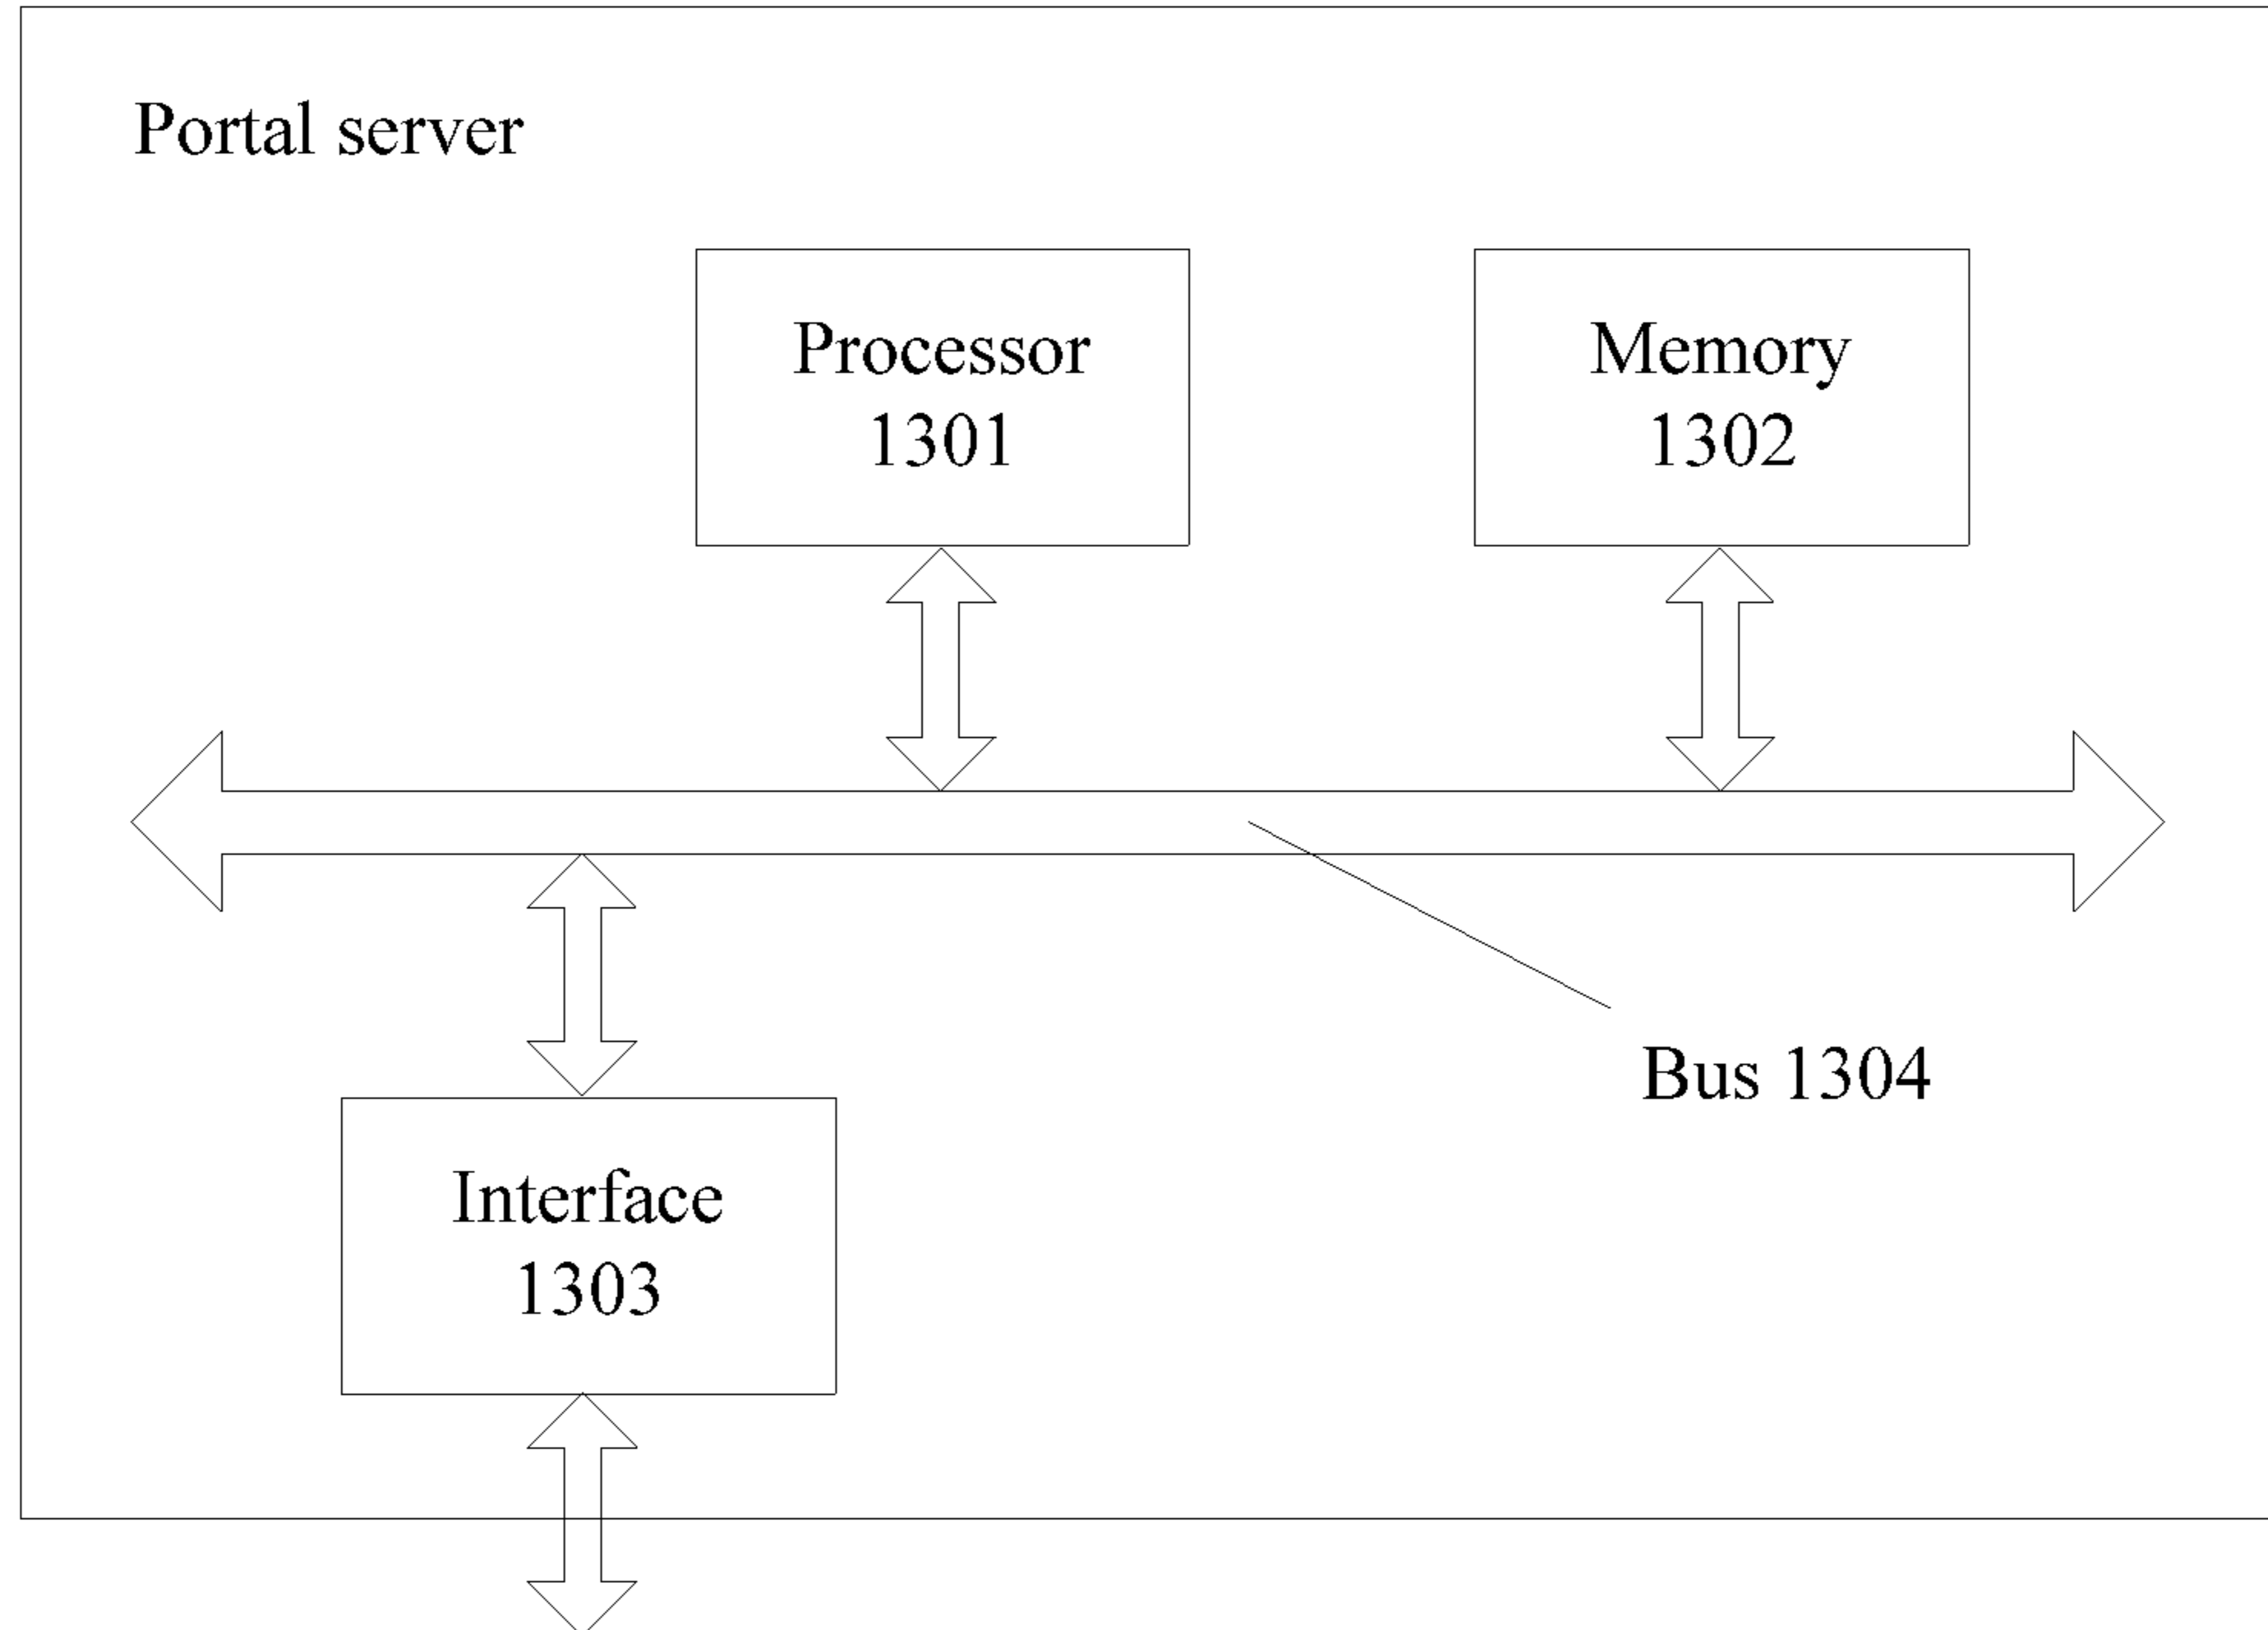 Portal server
Processor
1301
Memory
1302
Bus 1304
Interface
1303